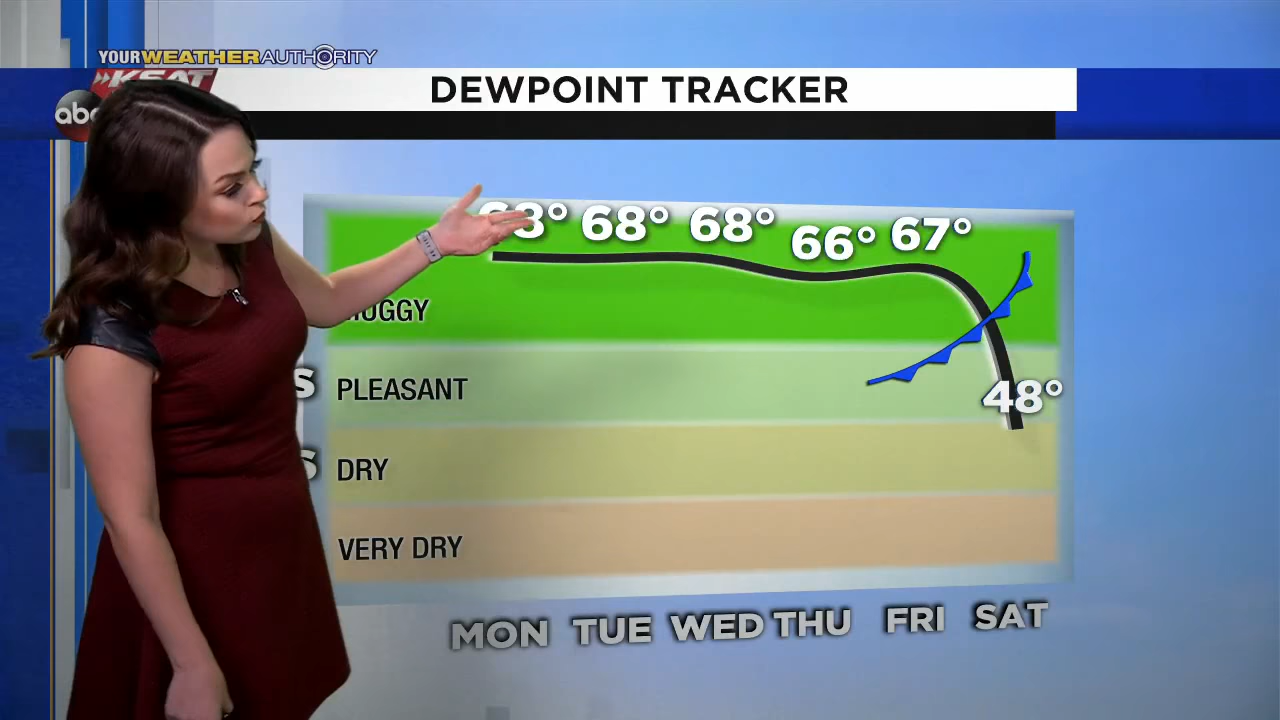 YOURWEATHERAUTHORITY
KSAT
abc
DEWPOINT TRACKER
68° 68° 66° 67°
48°
PLEASANT
DRY
VERY DRY
MON TUE WED THU FRI SAT